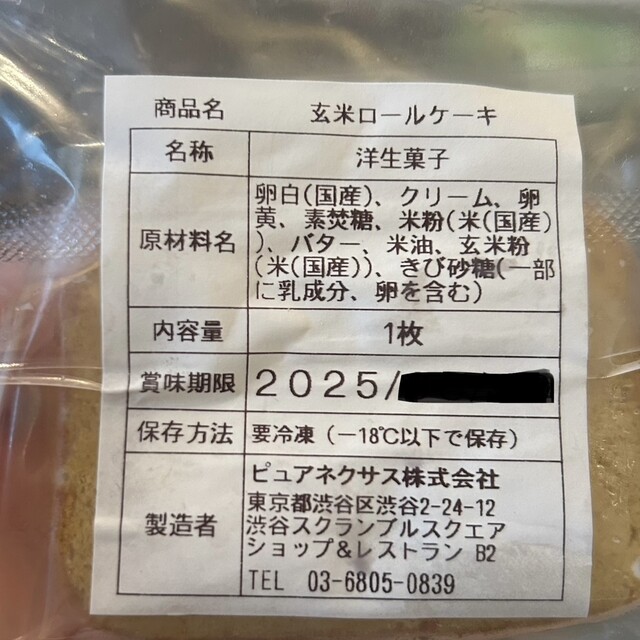 商品名 玄米ロールケーキ
名称 洋生菓子
原材料名 卵白(国産)、クリーム、卵
黄、素焚糖、米粉(米(国産)
)、バター、米油、玄米粉
(米(国産))、きび砂糖(一部
に乳成分、卵を含む)
内容量 1枚
賞味期限 2025/
保存方法 要冷凍(-18℃以下で保存)
製造者 ピュアネクサス株式会社
東京都渋谷区渋谷2-24-12
渋谷スクランブルスクエア
ショップ&レストラン B2
TEL 03-6805-0839